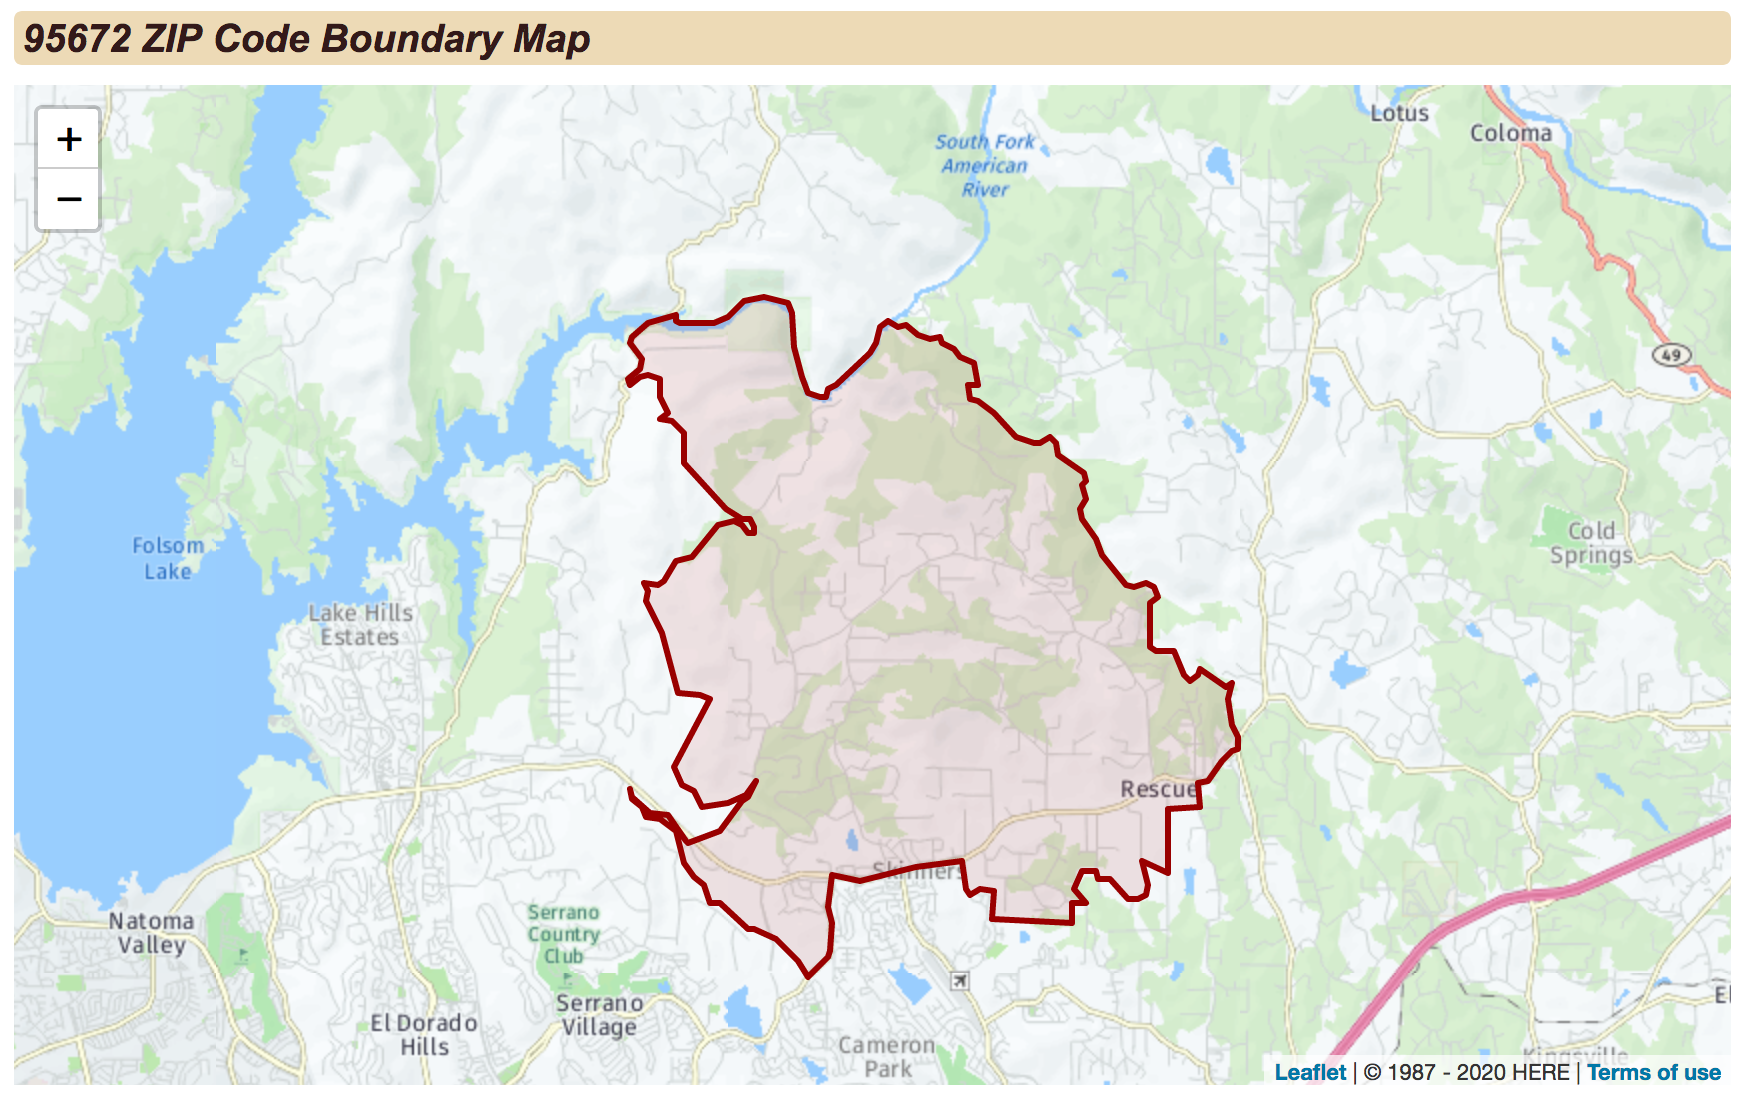 95672 ZIP Code Boundary Map
+
−
Lotus
Coloma
South Fork
American
River
49
Cold
Springs
Folsom
Lake
Lake Hills
Estates
Rescue
Skinners
Natoma
Valley
Serrano
Country
Club
Serrano
Village
El Dorado
Hills
Cameron
Park
El
Kingsville
Leaflet | © 1987 - 2020 HERE | Terms of use